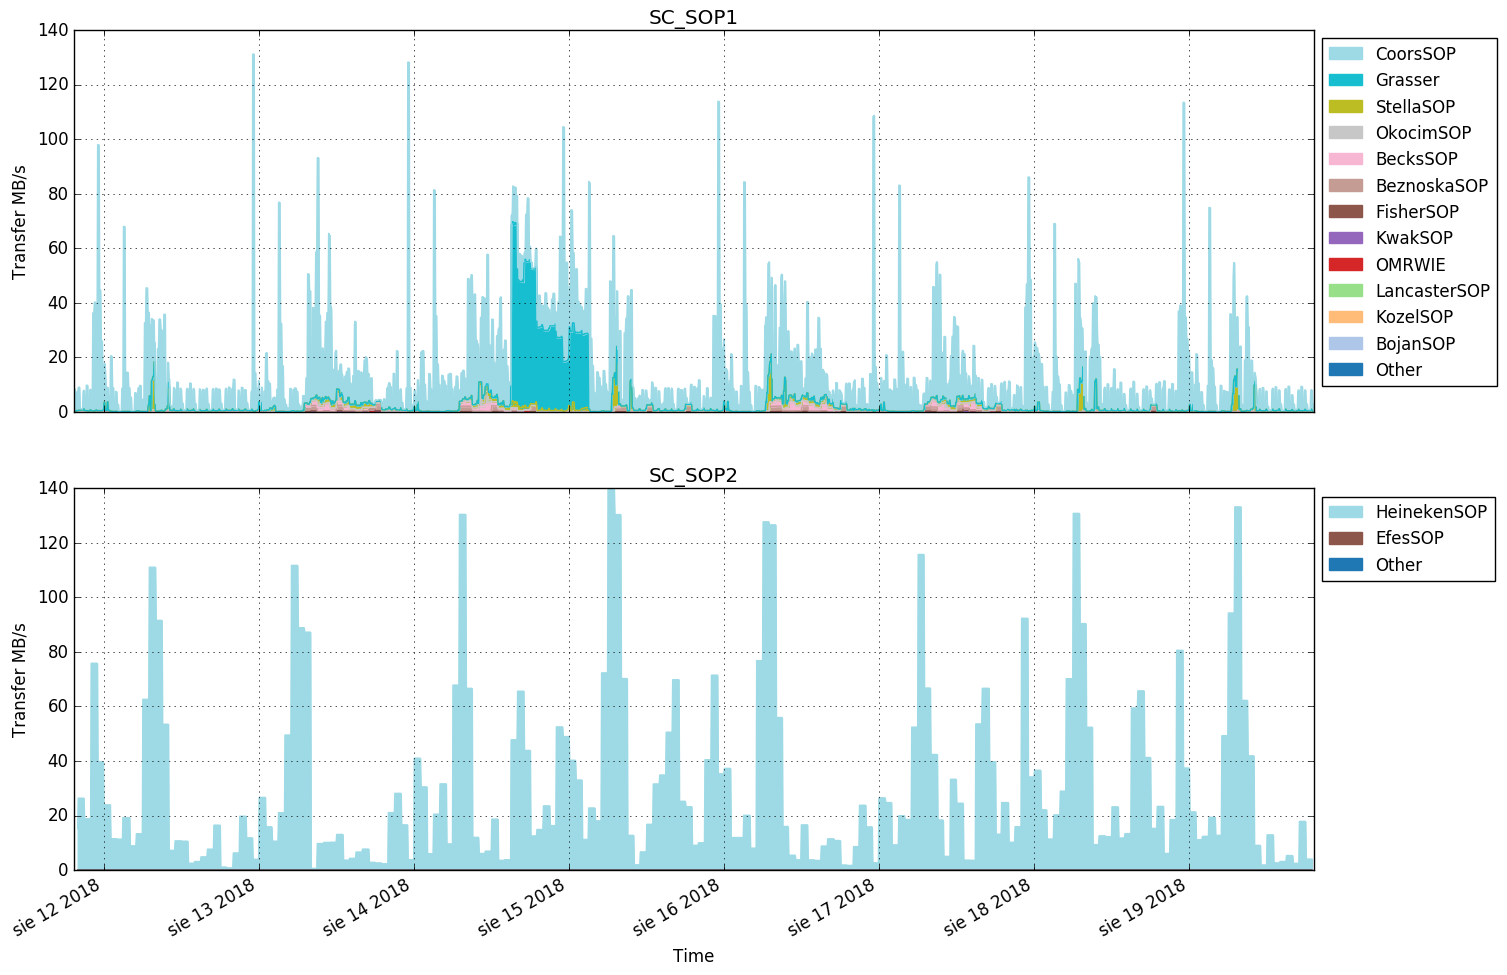 SC_SOP1
140
120
100
80
60
40
20
0
Transfer MB/s
CoorsSOP
Grasser
StellaSOP
OkocimSOP
BecksSOP
BeznoskaSOP
FisherSOP
KwakSOP
OMRWIE
LancasterSOP
KozelSOP
BojanSOP
Other
SC_SOP2
140
120
100
80
60
40
20
0
Transfer MB/s
HeinekenSOP
EfesSOP
Other
sie 12 2018
sie 13 2018
sie 14 2018
sie 15 2018
sie 16 2018
sie 17 2018
sie 18 2018
sie 19 2018
Time